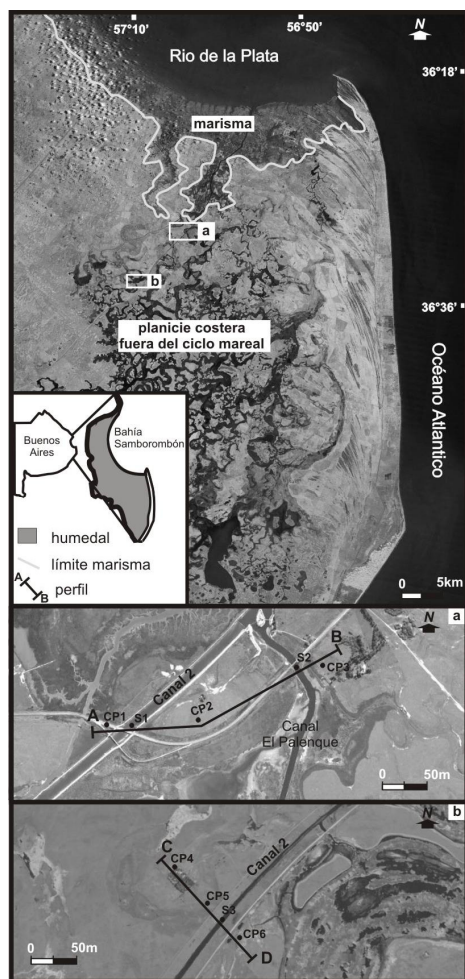 57°10'
56°50'
N
Rio de la Plata
36°18'
marisma
a
b
36°36'
planicie costera
fuera del ciclo mareal
Océano Atlantico
Buenos
Aires
Bahía
Samborombón
humedal
límite marisma
A
B
perfil
0 5km
a
N
B
S2
CP3
Canal 2
CP2
A
CP1
S1
Canal
El Palenque
0 50m
b
N
C
CP4
Canal 2
CP5
S3
CP6
D
0 50m